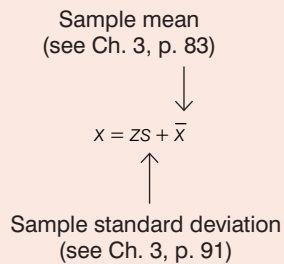 Sample mean
(see Ch. 3, p. 83)
x = zs + x̅
Sample standard deviation
(see Ch. 3, p. 91)